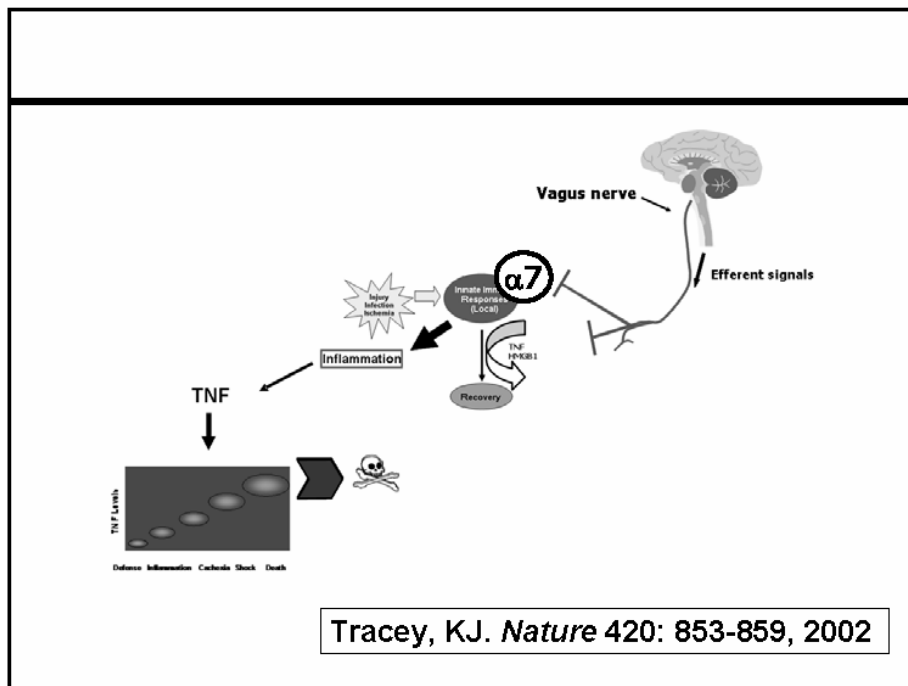 Vagus nerve
Efferent signals
α7
Injury
Infection
Ischemia
Innate
Responses
(Local)
TNF
HMGB1
Inflammation
Recovery
TNF
TNF Levels
Defense Inflammation Cachexia Shock Death
Tracey, KJ. Nature 420: 853-859, 2002